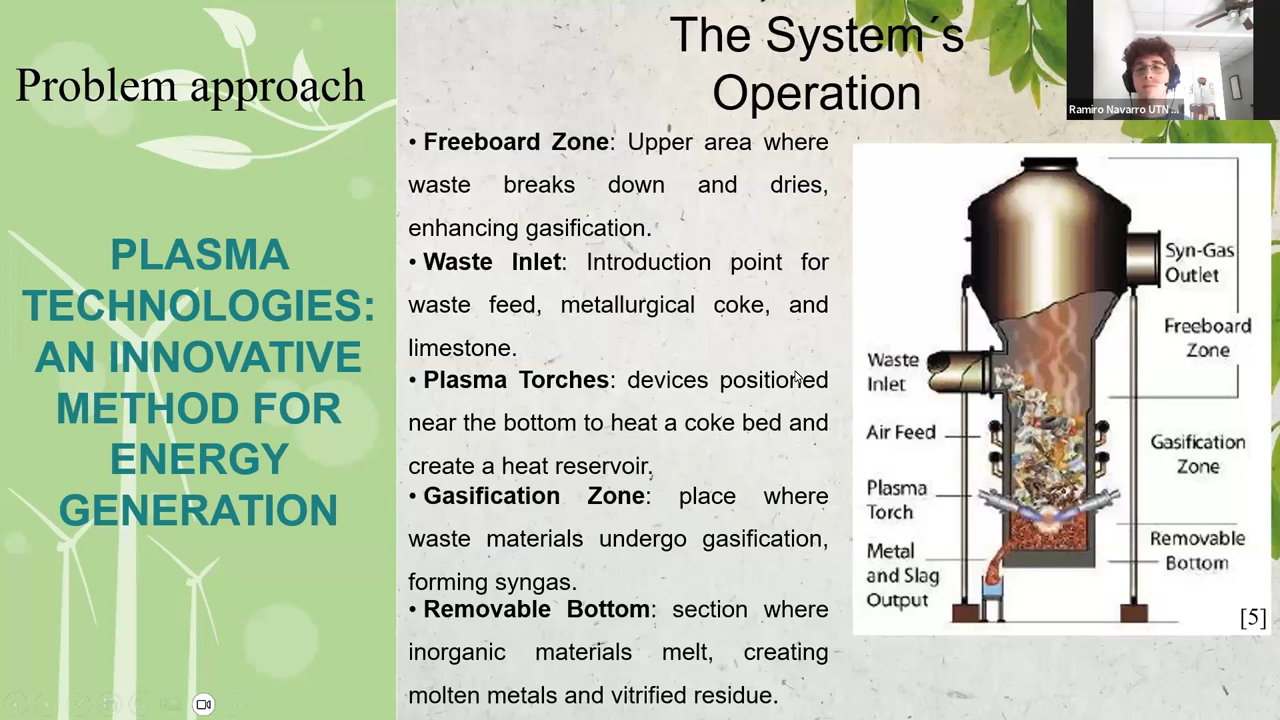 Problem approach
PLASMA
TECHNOLOGIES:
AN INNOVATIVE
METHOD FOR
ENERGY
GENERATION
The System´s
Operation
• Freeboard Zone: Upper area where
waste breaks down and dries,
enhancing gasification.
• Waste Inlet: Introduction point for
waste feed, metallurgical coke, and
limestone.
• Plasma Torches: devices positioned
near the bottom to heat a coke bed and
create a heat reservoir.
• Gasification Zone: place where
waste materials undergo gasification,
forming syngas.
• Removable Bottom: section where
inorganic materials melt, creating
molten metals and vitrified residue.
Ramiro Navarro UTN ...
Syn-Gas
Outlet
Freeboard
Zone
Waste
Inlet
Air Feed
Gasification
Zone
Plasma
Torch
Removable
Bottom
Metal
and Slag
Output
[5]